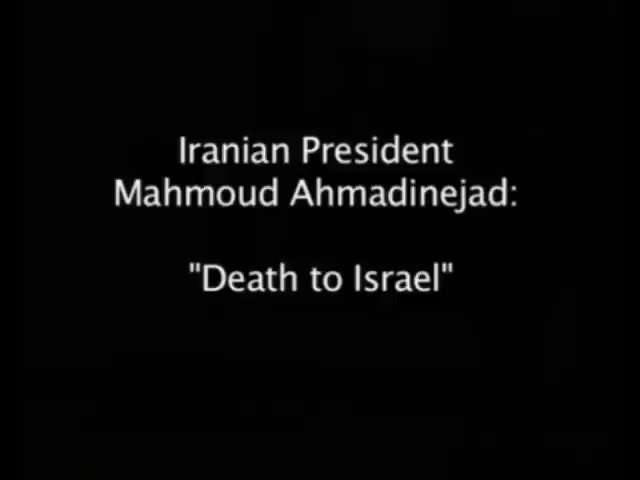 Iranian President
Mahmoud Ahmadinejad:
"Death to Israel"